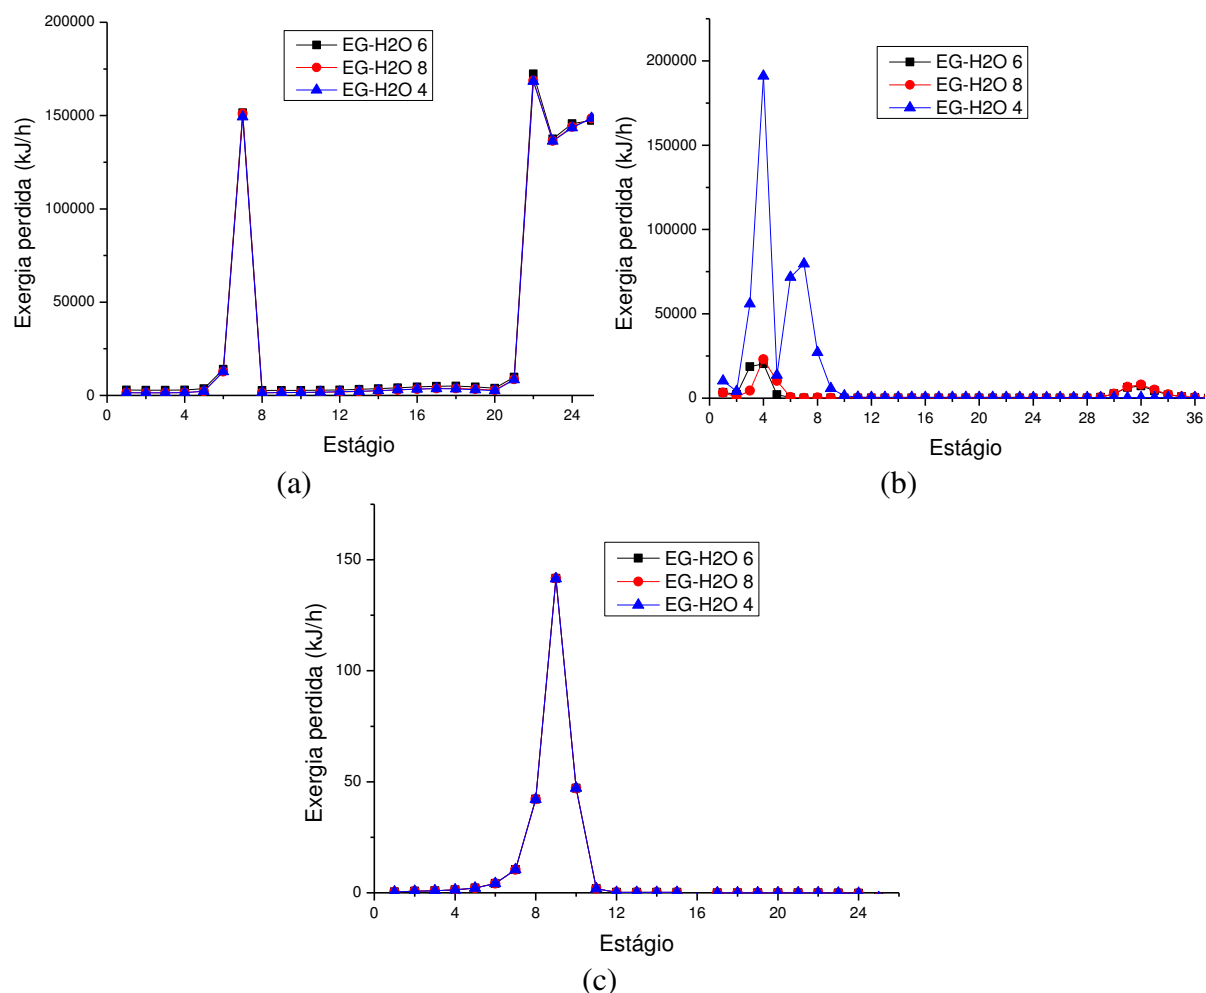 200000
150000
100000
50000
0
0 4 8 12 16 20 24
Exergia perdida (kJ/h)
Estágio
EG-H2O 6
EG-H2O 8
EG-H2O 4
(a)
200000
150000
100000
50000
0
0 4 8 12 16 20 24 28 32 36
Exergia perdida (kJ/h)
Estágio
EG-H2O 6
EG-H2O 8
EG-H2O 4
(b)
150
100
50
0
0 4 8 12 16 20 24
Exergia perdida (kJ/h)
Estágio
EG-H2O 6
EG-H2O 8
EG-H2O 4
(c)